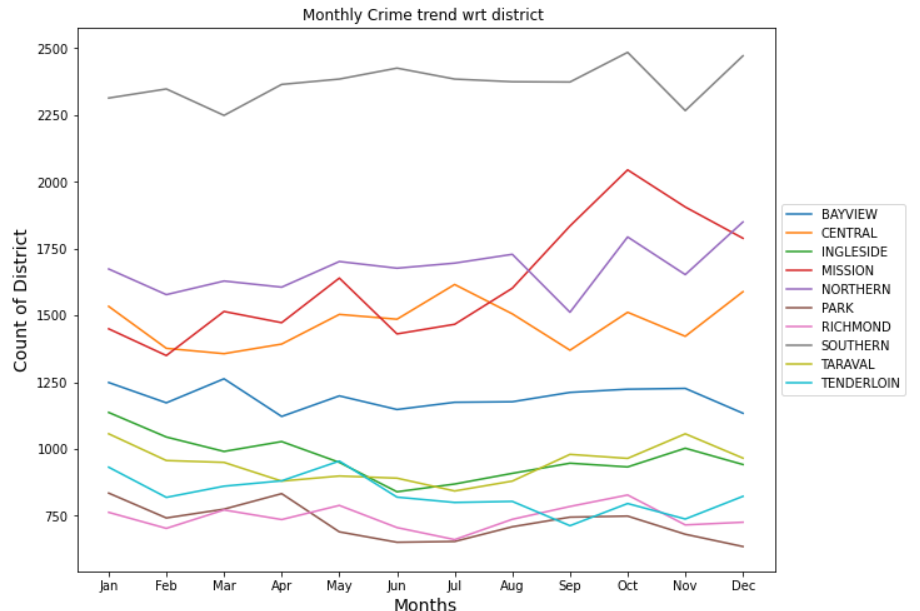 Monthly Crime trend wrt district
2500
2250
2000
1750
1500
1250
1000
750
Count of District
Jan Feb Mar Apr May Jun Jul Aug Sep Oct Nov Dec
Months
BAYVIEW
CENTRAL
INGLESIDE
MISSION
NORTHERN
PARK
RICHMOND
SOUTHERN
TARAVAL
TENDERLOIN